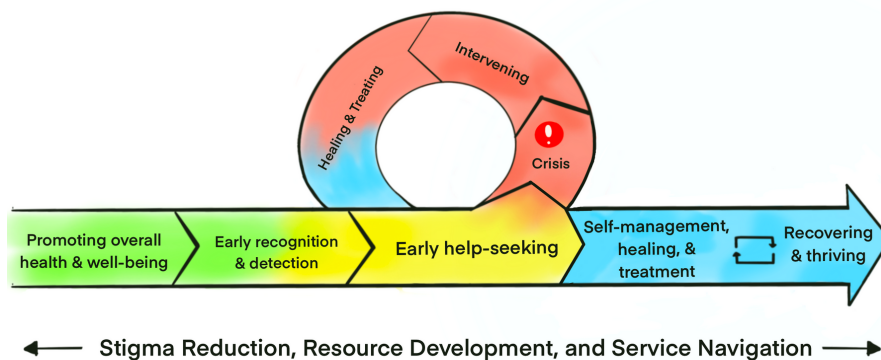 Intervening
Healing & Treating
!
Crisis
Promoting overall
health & well-being
Early recognition
& detection
Early help-seeking
Self-management,
healing, &
treatment
Recovering
& thriving
Stigma Reduction, Resource Development, and Service Navigation